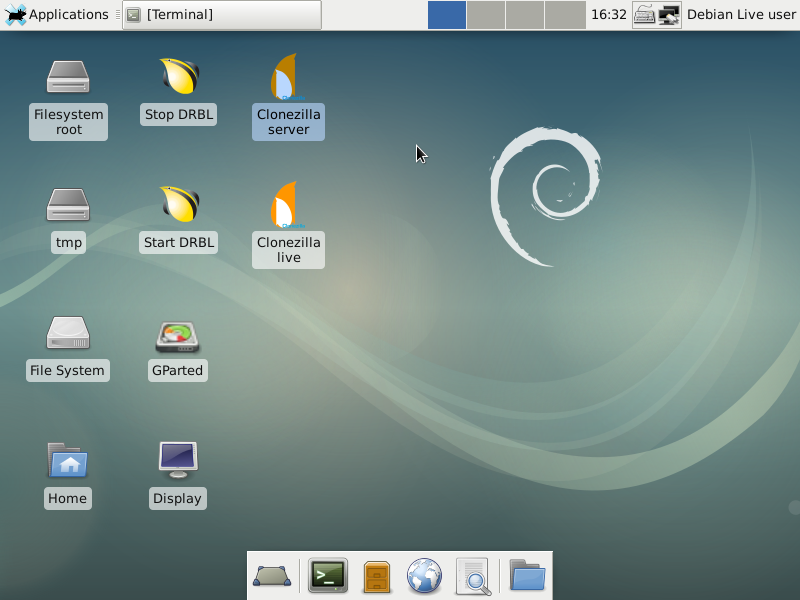 Applications
[Terminal]
16:32
Debian Live user
Filesystem
root
Stop DRBL
Clonezilla
server
tmp
Start DRBL
Clonezilla
live
File System
GParted
Home
Display